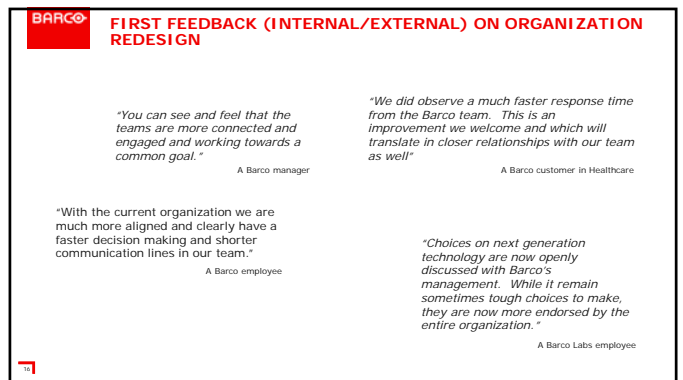 BARCO
FIRST FEEDBACK (INTERNAL/EXTERNAL) ON ORGANIZATION
REDESIGN
“You can see and feel that the
teams are more connected and
engaged and working towards a
common goal.”
A Barco manager
“We did observe a much faster response time
from the Barco team.  This is an
improvement we welcome and which will
translate in closer relationships with our team
as well”
A Barco customer in Healthcare
“With the current organization we are
much more aligned and clearly have a
faster decision making and shorter
communication lines in our team.”
A Barco employee
“Choices on next generation
technology are now openly
discussed with Barco’s
management.  While it remain
sometimes tough choices to make,
they are now more endorsed by the
entire organization.”
A Barco Labs employee
16